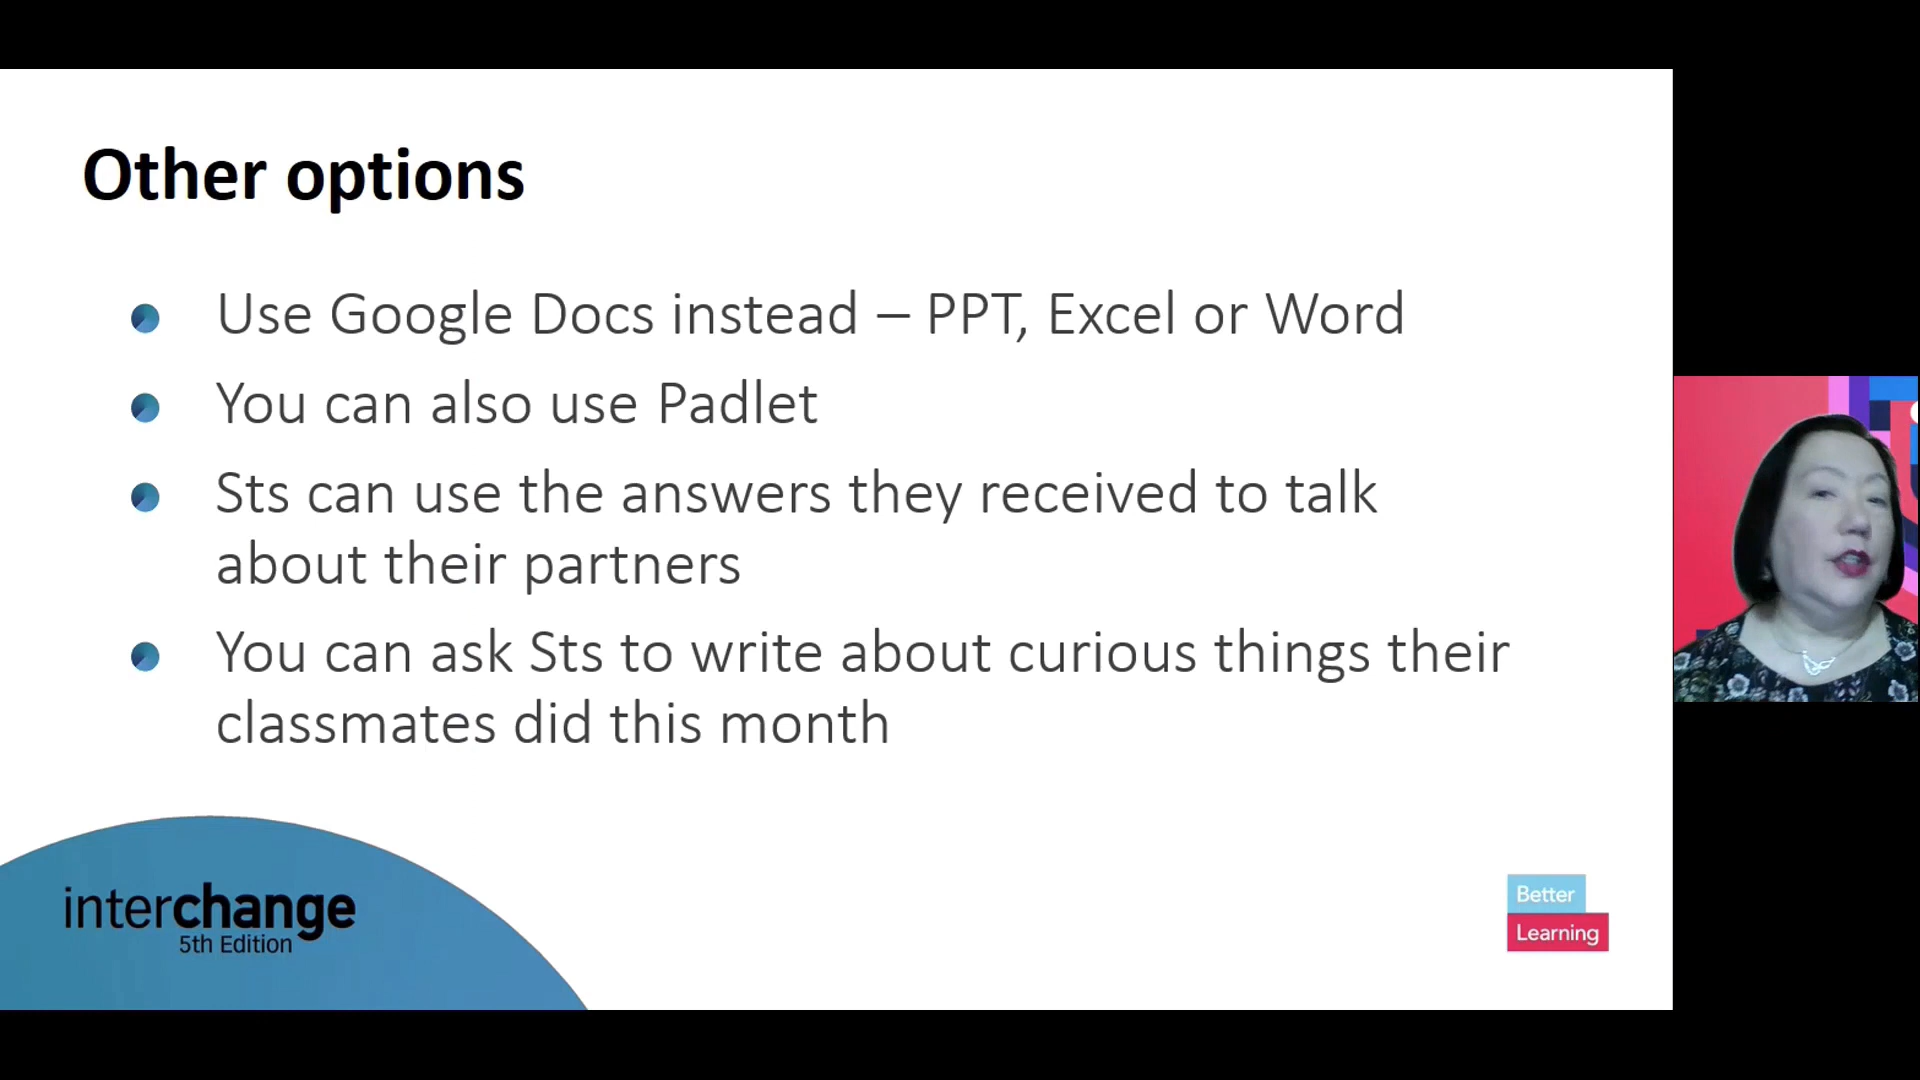 Other options
Use Google Docs instead – PPT, Excel or Word
You can also use Padlet
Sts can use the answers they received to talk
about their partners
You can ask Sts to write about curious things their
classmates did this month
interchange
5th Edition
Better
Learning